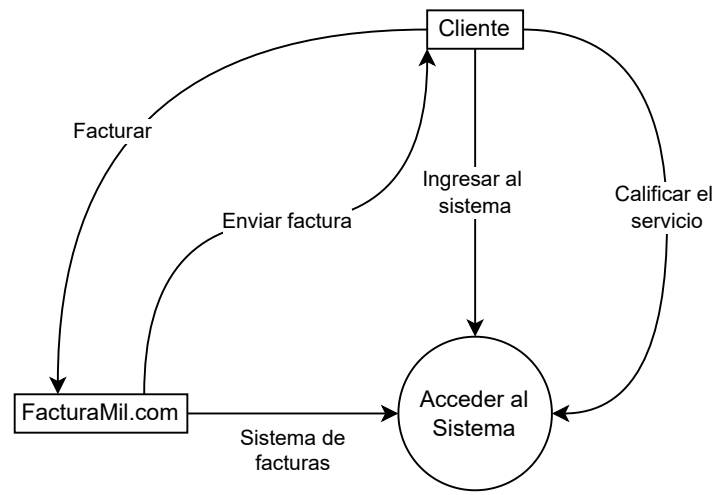 Cliente
Facturar
Ingresar al
sistema
Calificar el
servicio
Enviar factura
FacturaMil.com
Acceder al
Sistema
Sistema de
facturas